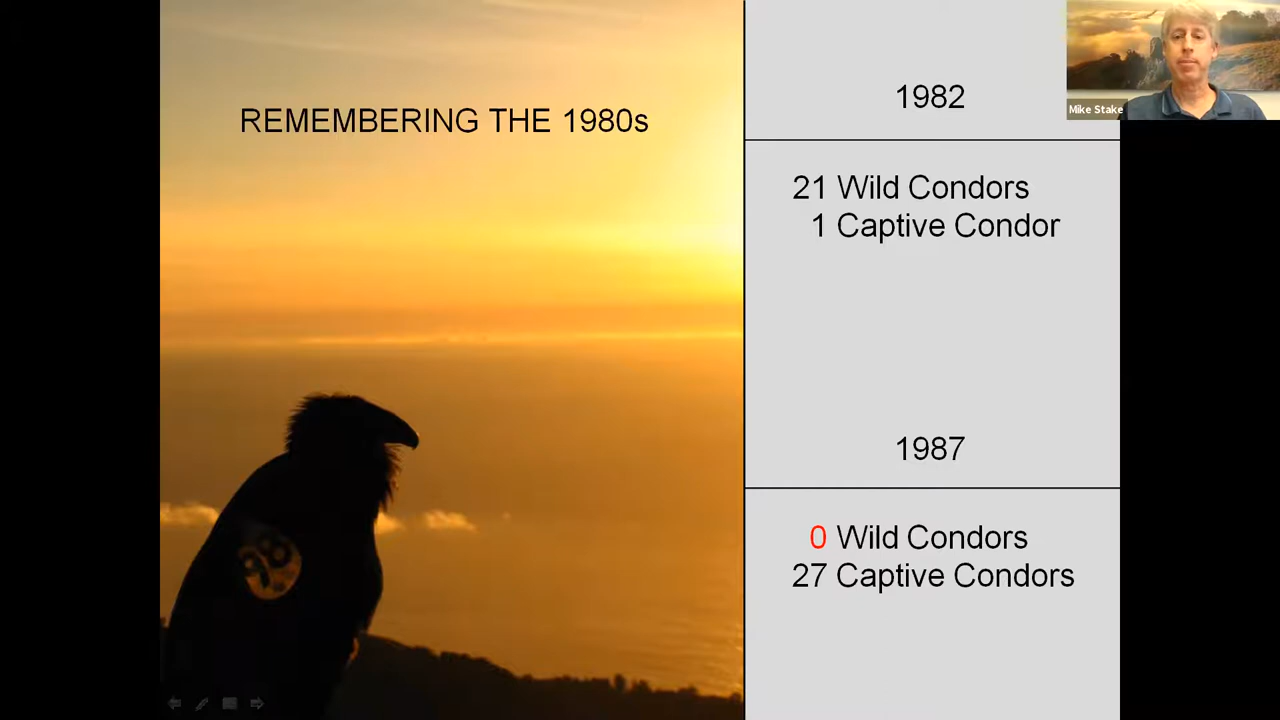 REMEMBERING THE 1980s
1982
21 Wild Condors
1 Captive Condor
1987
0 Wild Condors
27 Captive Condors
98
Mike Stake